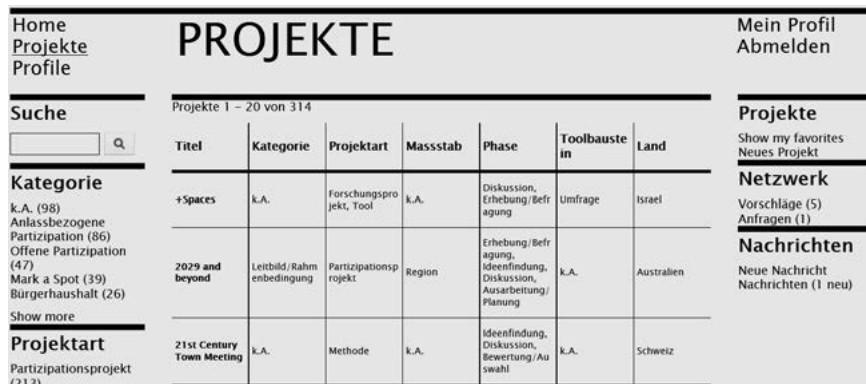 Home
Projekte
Profile
PROJEKTE
Mein Profil
Abmelden
Suche
Kategorie
k.A. (98)
Anlassbezogene
Partizipation (86)
Offene Partizipation
(47)
Mark a Spot (39)
Bürgerhaushalt (26)
Show more
Projektart
Partizipationsprojekt
(213)
Projekte 1 – 20 von 314
Titel Kategorie Projektart Massstab Phase Toolbauste
in Land
+Spaces k.A. Forschungspro
jekt, Tool k.A. Diskussion,
Erhebung/Befr
agung Umfrage Israel
2029 and
beyond Leitbild/Rahm
enbedingung Partizipationsp
rojekt Region Erhebung/Befr
agung,
Ideenfindung,
Diskussion,
Ausarbeitung/
Planung k.A. Australien
21st Century
Town Meeting k.A. Methode k.A. Ideenfindung,
Diskussion,
Bewertung/Au
swahl k.A. Schweiz
Projekte
Show my favorites
Neues Projekt
Netzwerk
Vorschläge (5)
Anfragen (1)
Nachrichten
Neue Nachricht
Nachrichten (1 neu)